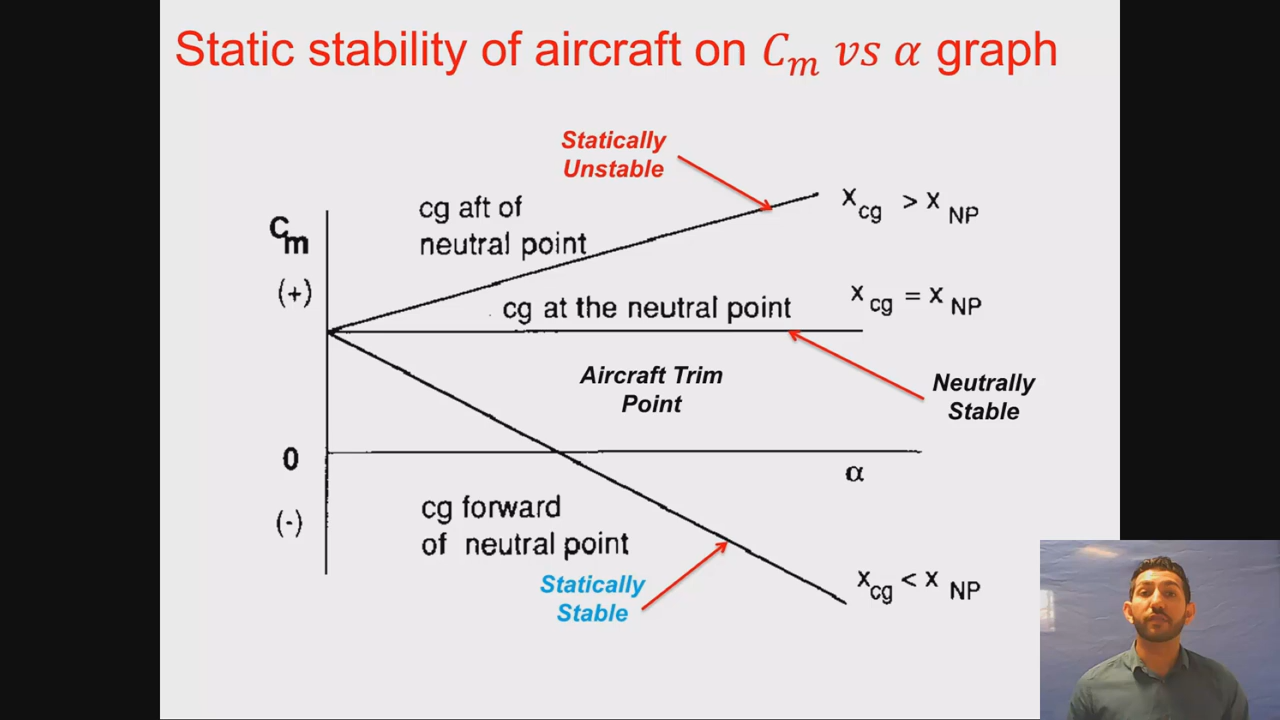 Static stability of aircraft on C_m vs α graph
Statically
Unstable
cg aft of
neutral point
x_cg > x_NP
C_m
(+)
cg at the neutral point
x_cg = x_NP
Aircraft Trim
Point
Neutrally
Stable
0
α
(-)
cg forward
of neutral point
Statically
Stable
x_cg < x_NP